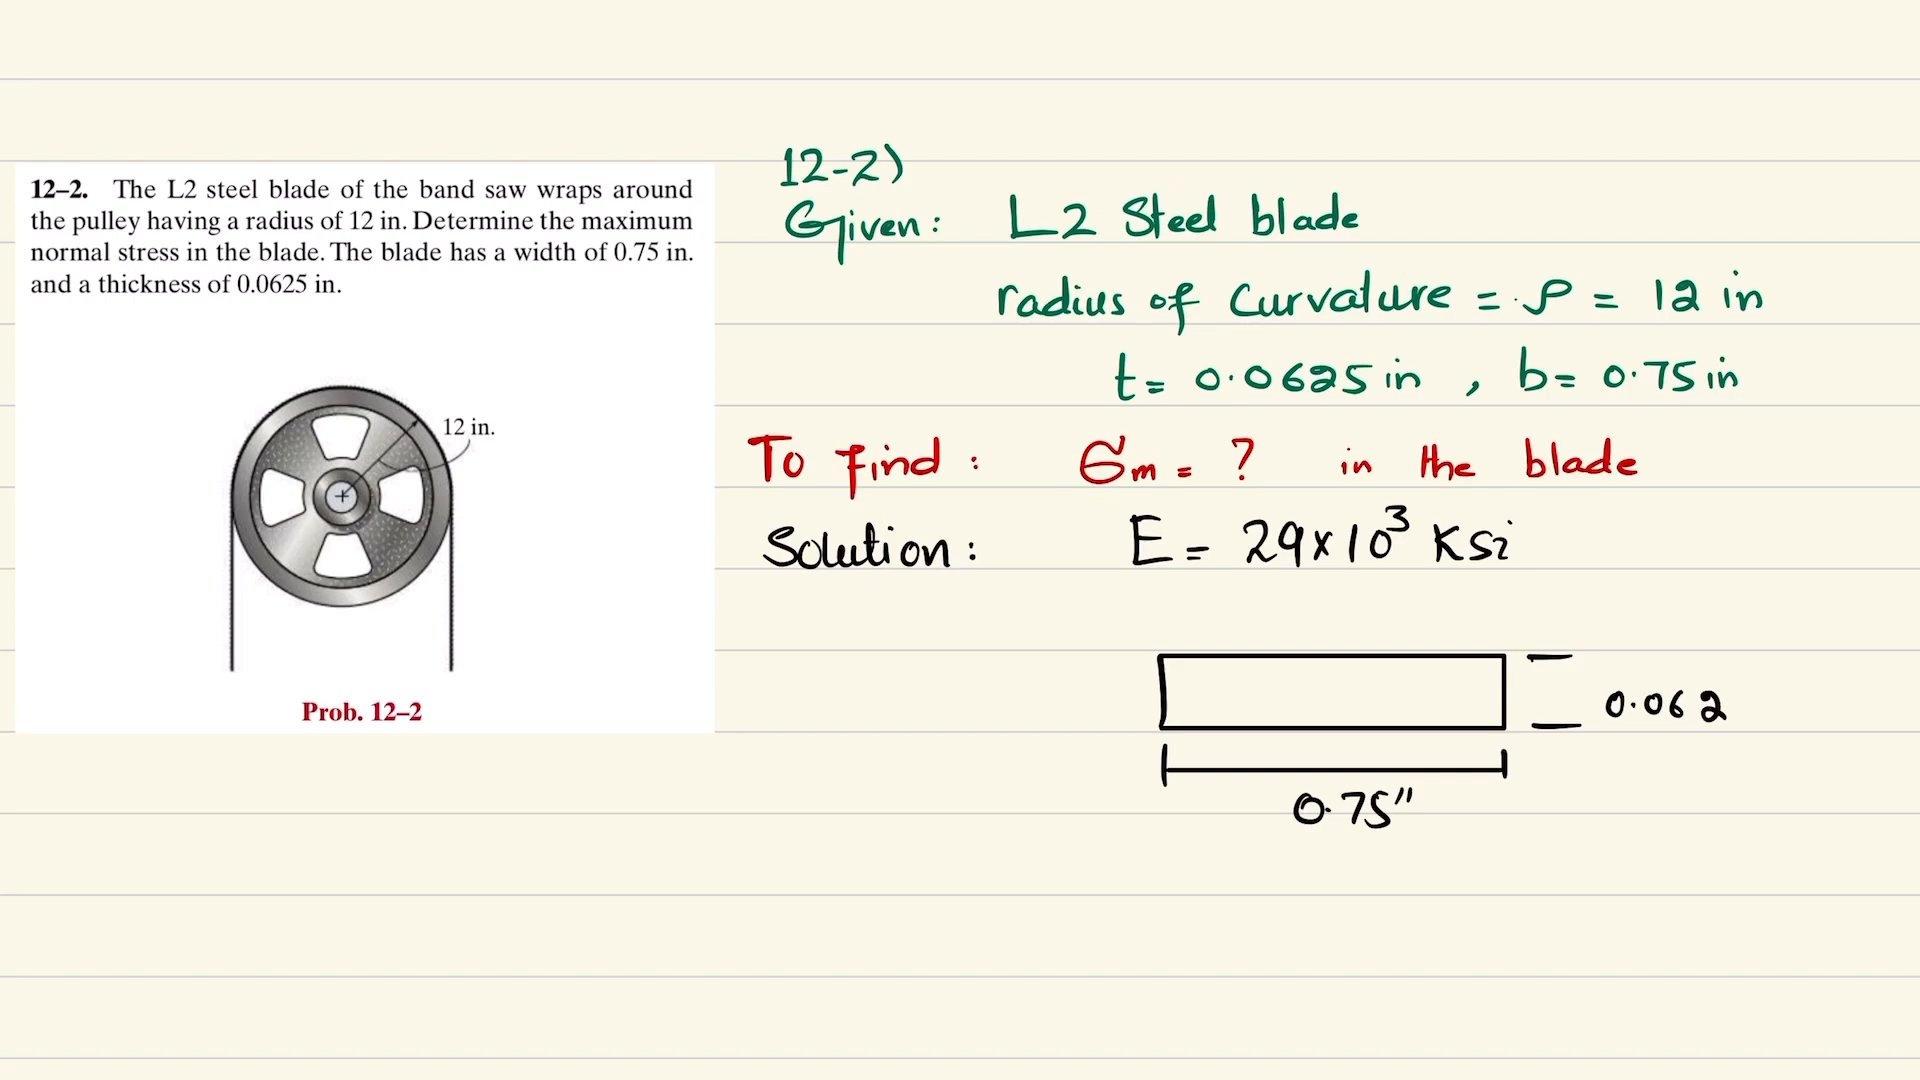 12–2. The L2 steel blade of the band saw wraps around
the pulley having a radius of 12 in. Determine the maximum
normal stress in the blade. The blade has a width of 0.75 in.
and a thickness of 0.0625 in.
12 in.
Prob. 12–2
12-2)
Given: L2 Steel blade
radius of Curvature = ρ = 12 in
t = 0.0625 in , b = 0.75 in
To find : σm = ? in the blade
Solution: E = 29×10³ Ksi
0.062
0.75"